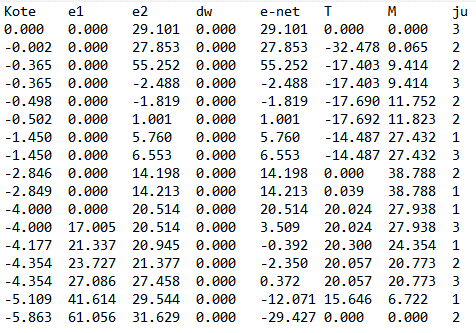 Kote e1 e2 dw e-net T M ju
0.000 0.000 29.101 0.000 29.101 0.000 0.000 3
-0.002 0.000 27.853 0.000 27.853 -32.478 0.065 2
-0.365 0.000 55.252 0.000 55.252 -17.403 9.414 2
-0.365 0.000 -2.488 0.000 -2.488 -17.403 9.414 3
-0.498 0.000 -1.819 0.000 -1.819 -17.690 11.752 2
-0.502 0.000 1.001 0.000 1.001 -17.692 11.823 2
-1.450 0.000 5.760 0.000 5.760 -14.487 27.432 1
-1.450 0.000 6.553 0.000 6.553 -14.487 27.432 3
-2.846 0.000 14.198 0.000 14.198 0.000 38.788 2
-2.849 0.000 14.213 0.000 14.213 0.039 38.788 1
-4.000 0.000 20.514 0.000 20.514 20.024 27.938 1
-4.000 17.005 20.514 0.000 3.509 20.024 27.938 3
-4.177 21.337 20.945 0.000 -0.392 20.300 24.354 1
-4.354 23.727 21.377 0.000 -2.350 20.057 20.773 2
-4.354 27.086 27.458 0.000 0.372 20.057 20.773 3
-5.109 41.614 29.544 0.000 -12.071 15.646 6.722 1
-5.863 61.056 31.629 0.000 -29.427 0.000 0.000 2